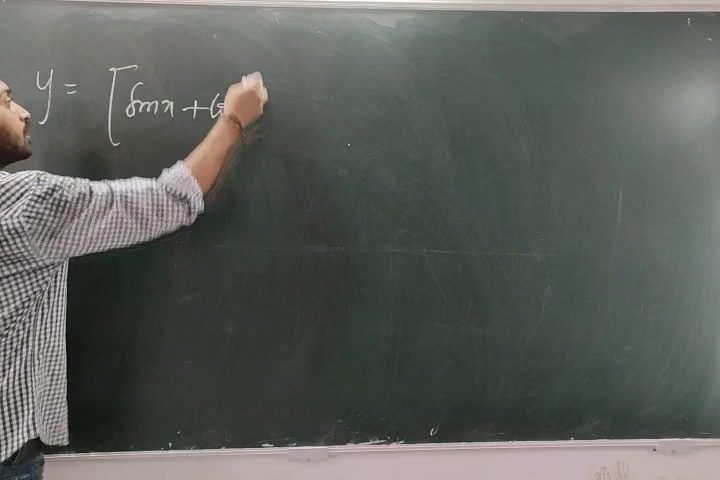 y = [sinx +